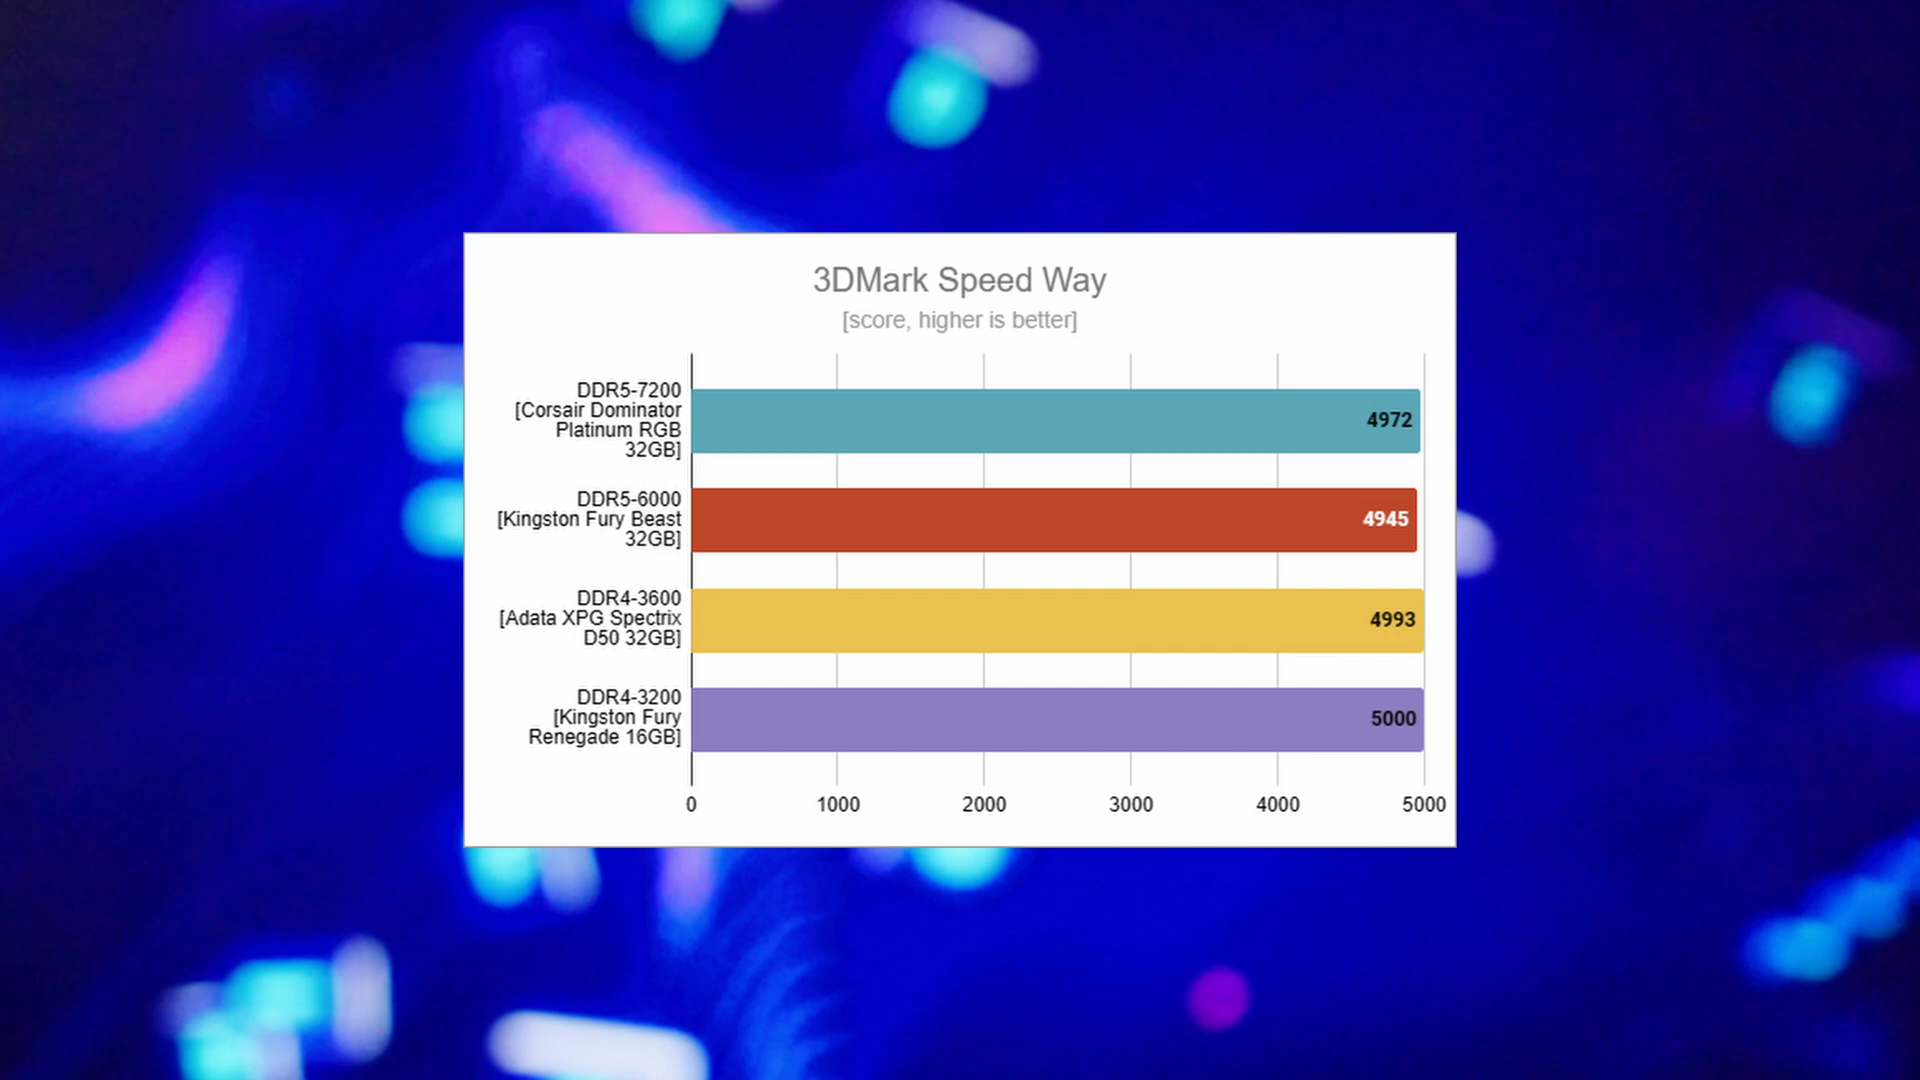 3DMark Speed Way
[score, higher is better]
DDR5-7200
[Corsair Dominator
Platinum RGB
32GB]
4972
DDR5-6000
[Kingston Fury Beast
32GB]
4945
DDR4-3600
[Adata XPG Spectrix
D50 32GB]
4993
DDR4-3200
[Kingston Fury
Renegade 16GB]
5000
0 1000 2000 3000 4000 5000